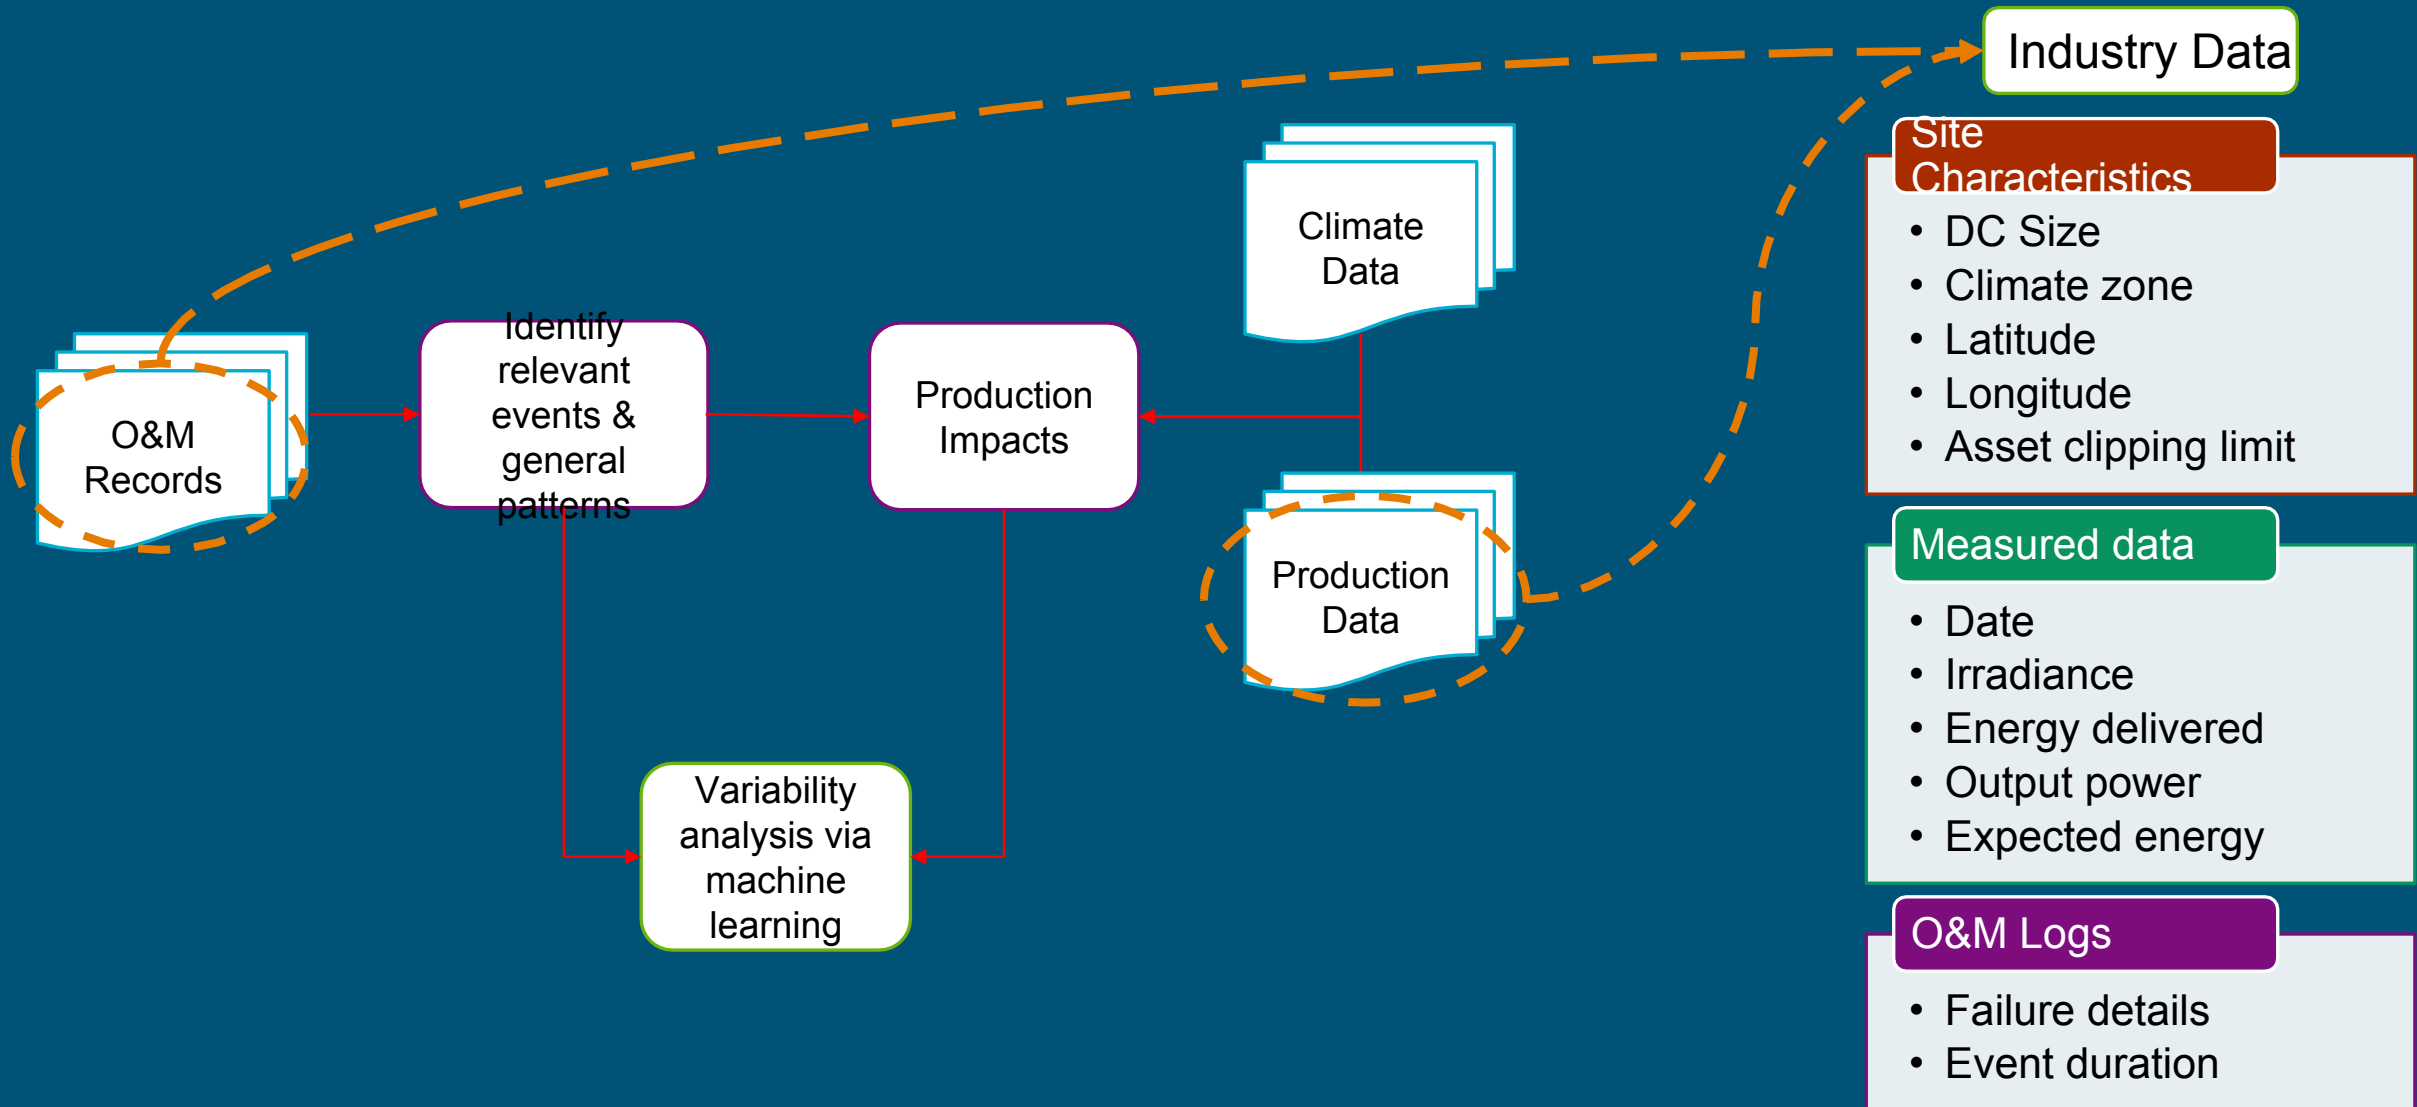 Industry Data
Site
Characteristics
• DC Size
• Climate zone
• Latitude
• Longitude
• Asset clipping limit
Climate
Data
Identify
relevant
events &
general
patterns
Production
Impacts
O&M
Records
Production
Data
Measured data
• Date
• Irradiance
• Energy delivered
• Output power
• Expected energy
Variability
analysis via
machine
learning
O&M Logs
• Failure details
• Event duration